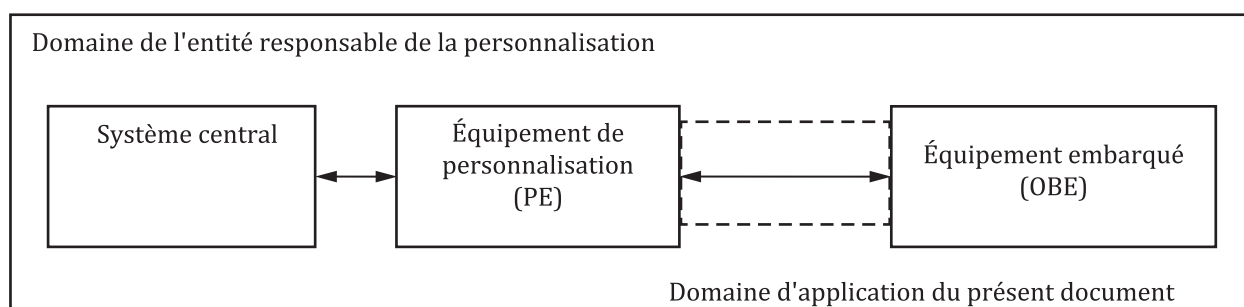 Domaine de l'entité responsable de la personnalisation
Système central
Équipement de
personnalisation
(PE)
Équipement embarqué
(OBE)
Domaine d'application du présent document